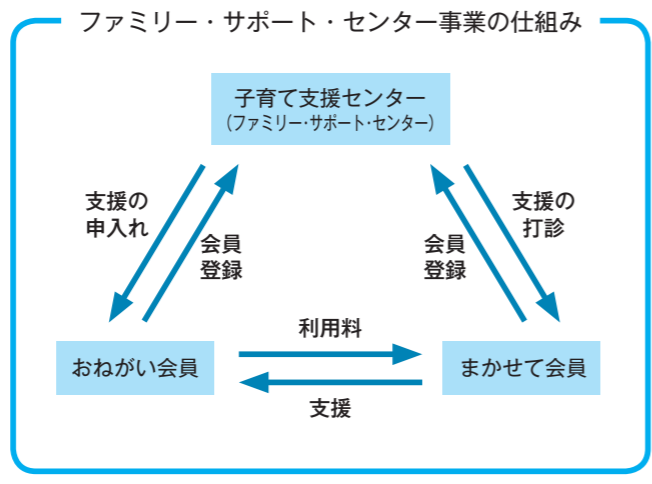 ファミリー・サポート・センター事業の仕組み
子育て支援センター
(ファミリー・サポート・センター)
支援の
申入れ
会員
登録
会員
登録
支援の
打診
利用料
おねがい会員
まかせて会員
支援